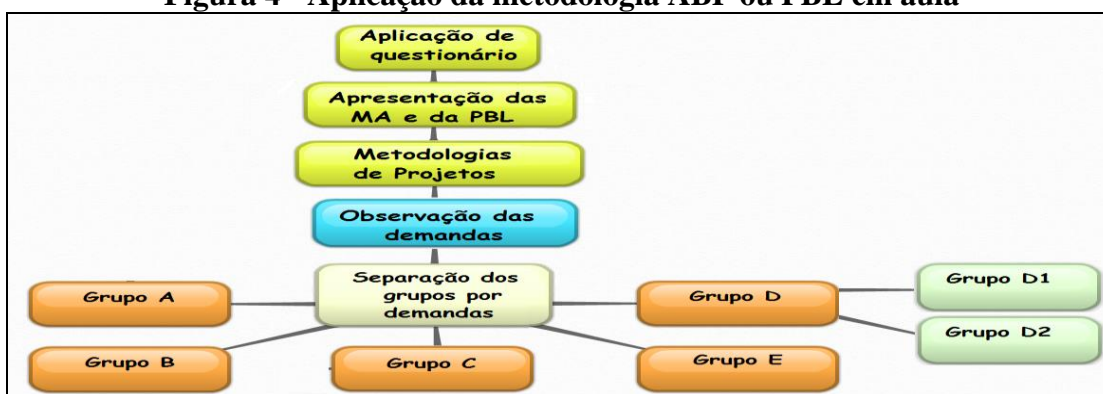 Figura 4 - Aplicação da metodologia ABP ou PBL em aula
Aplicação de
questionário
Apresentação das
MA e da PBL
Metodologias
de Projetos
Observação das
demandas
Separação dos
grupos por
demandas
Grupo A
Grupo D
Grupo D1
Grupo D2
Grupo B
Grupo C
Grupo E